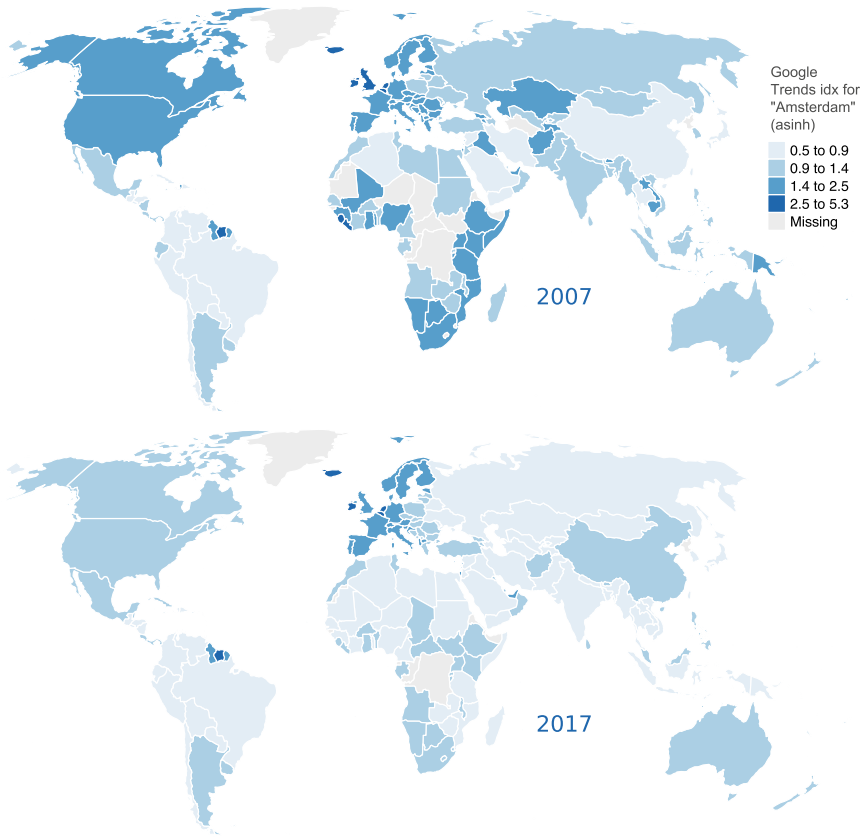 Google
Trends idx for
"Amsterdam"
(asinh)
0.5 to 0.9
0.9 to 1.4
1.4 to 2.5
2.5 to 5.3
Missing
2007
2017